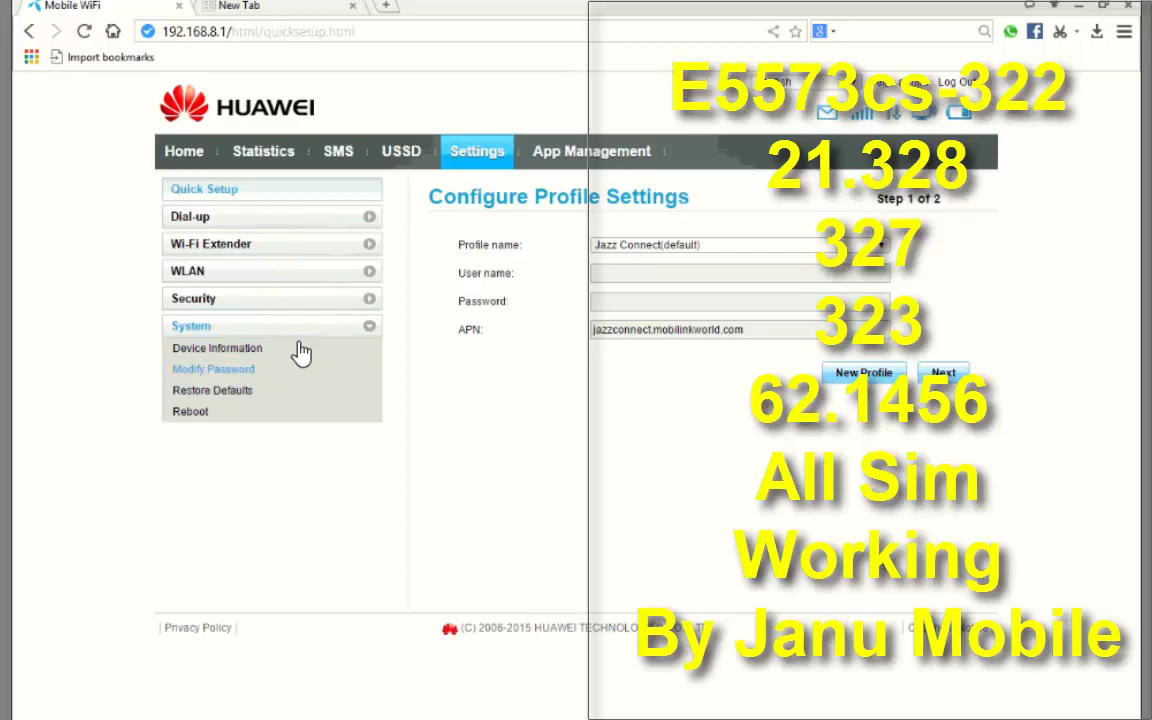 Mobile WiFi
New Tab
192.168.8.1/html/quicksetup.html
Import bookmarks
HUAWEI
Log Out
E5573cs-322
Home
Statistics
SMS
USSD
Settings
App Management
21.328
Quick Setup
Dial-up
Wi-Fi Extender
WLAN
Security
System
Device Information
Modify Password
Restore Defaults
Reboot
Configure Profile Settings
Step 1 of 2
Profile name:
Jazz Connect(default)
User name:
Password:
APN:
jazzconnect.mobilinkworld.com
New Profile
Next
327
323
62.1456
All Sim
Working
By Janu Mobile
Privacy Policy
(C) 2006-2015 HUAWEI